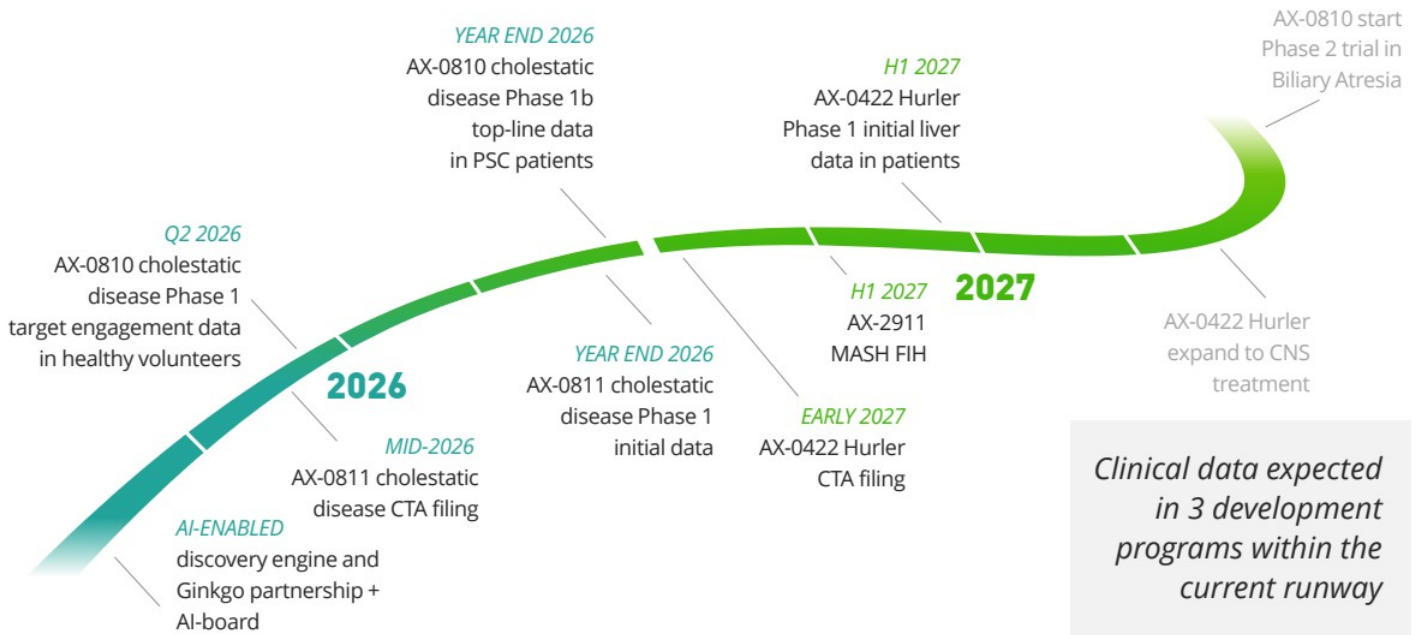 YEAR END 2026
AX-0810 cholestatic
disease Phase 1b
top-line data
in PSC patients
H1 2027
AX-0422 Hurler
Phase 1 initial liver
data in patients
AX-0810 start
Phase 2 trial in
Biliary Atresia
Q2 2026
AX-0810 cholestatic
disease Phase 1
target engagement data
in healthy volunteers
2026
2027
H1 2027
AX-2911
MASH FIH
AX-0422 Hurler
expand to CNS
treatment
YEAR END 2026
AX-0811 cholestatic
disease Phase 1
initial data
EARLY 2027
AX-0422 Hurler
CTA filing
MID-2026
AX-0811 cholestatic
disease CTA filing
AI-ENABLED
discovery engine and
Ginkgo partnership +
AI-board
Clinical data expected
in 3 development
programs within the
current runway